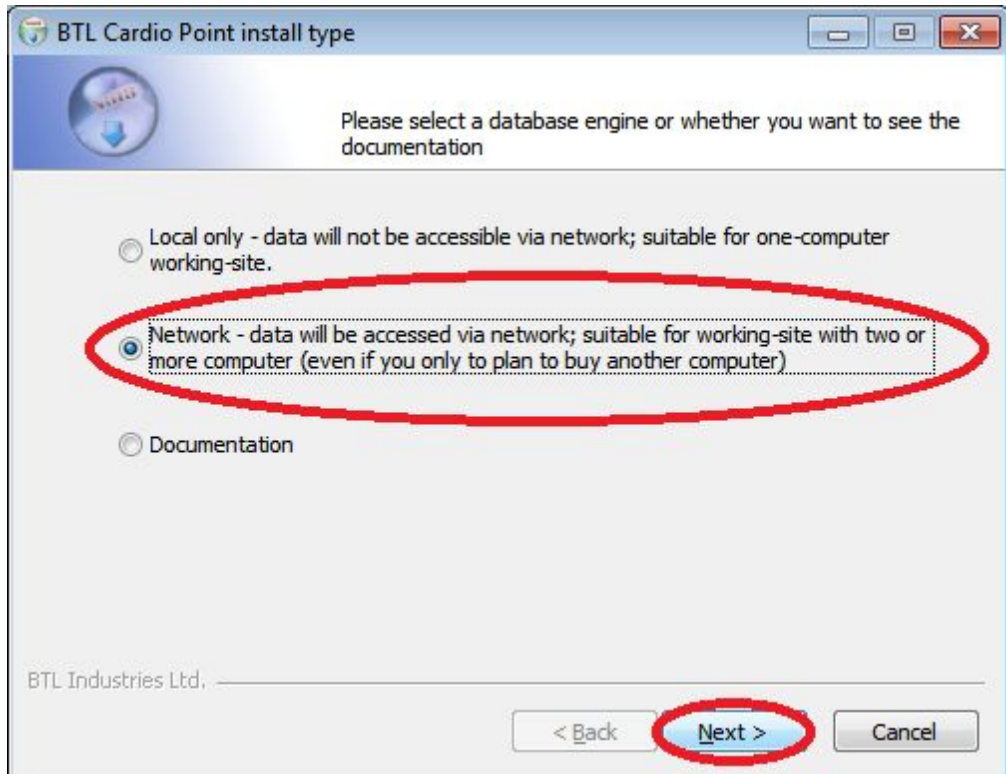 BTL Cardio Point install type
Please select a database engine or whether you want to see the
documentation
Local only - data will not be accessible via network; suitable for one-computer
working-site.
Network - data will be accessed via network; suitable for working-site with two or
more computer (even if you only to plan to buy another computer)
Documentation
BTL Industries Ltd.
< Back
Next >
Cancel